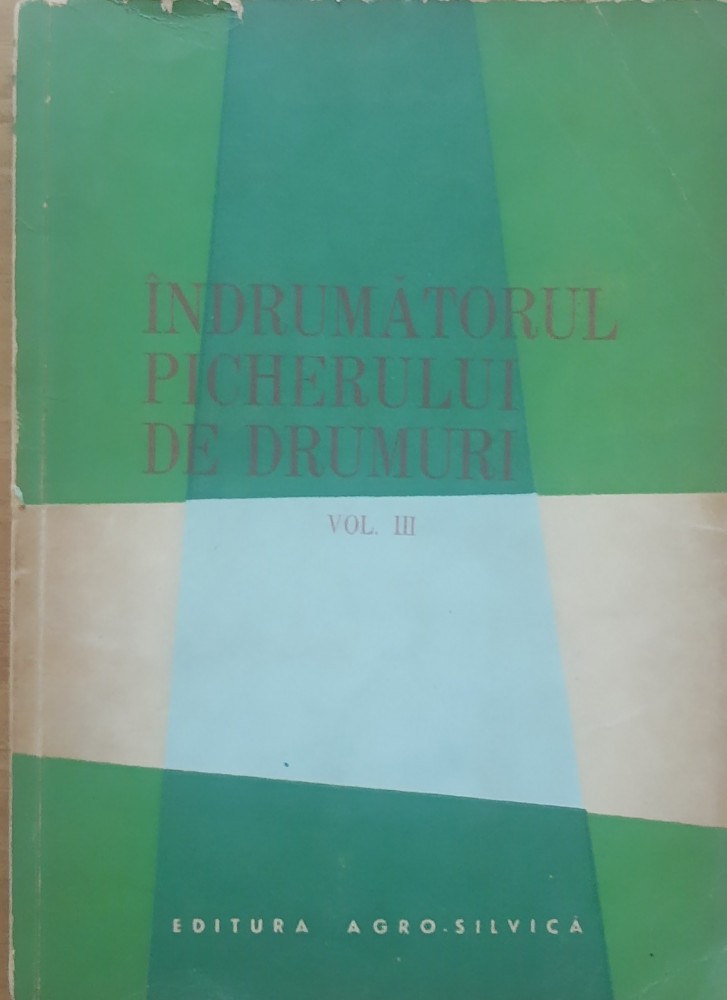 ÎNDRUMĂTORUL
PICHERULUI
DE DRUMURI
VOL. III
EDITURA AGRO-SILVICĂ